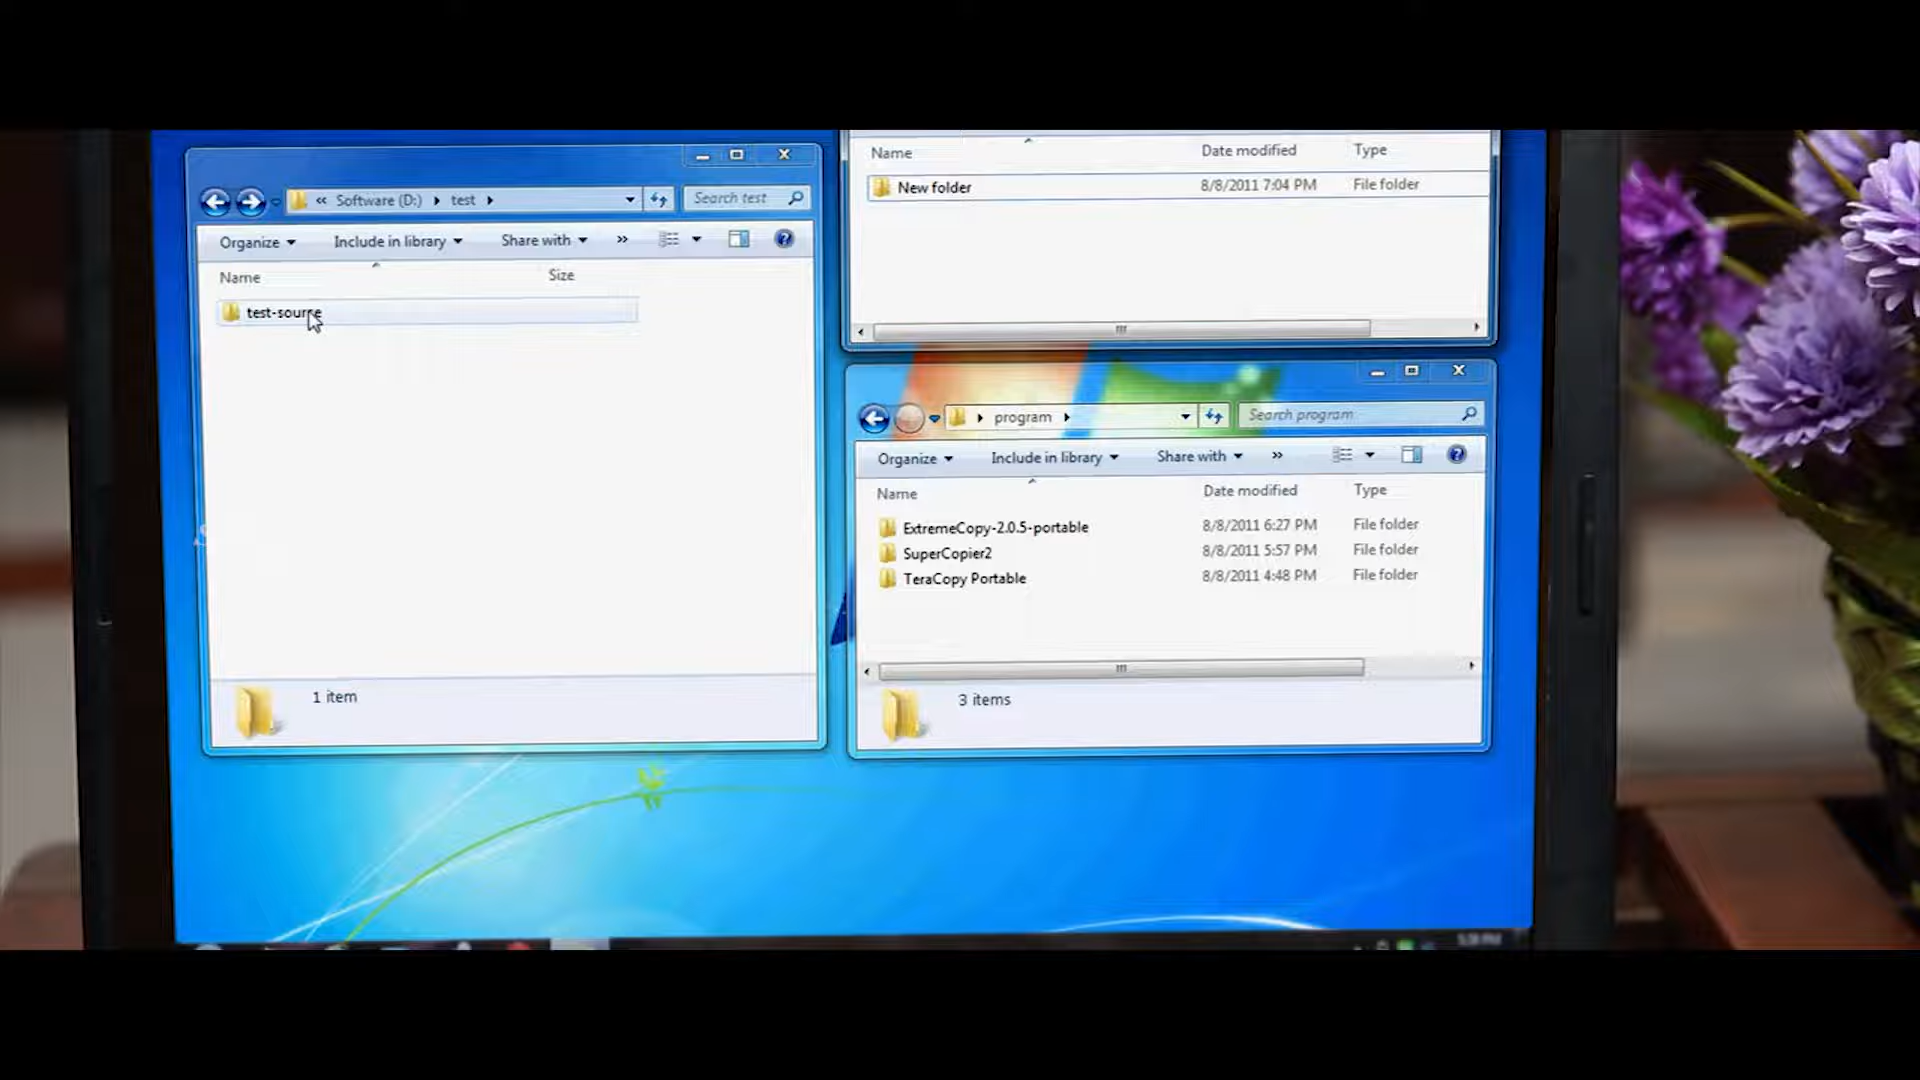 « Software (D:) test
Search test
Organize
Include in library
Share with
»
Name
Size
test-source
1 item
Name
Date modified
Type
New folder
8/8/2011 7:04 PM
File folder
program
Search program
Organize
Include in library
Share with
»
Name
Date modified
Type
ExtremeCopy-2.0.5-portable
8/8/2011 6:27 PM
File folder
SuperCopier2
8/8/2011 5:57 PM
File folder
TeraCopy Portable
8/8/2011 4:48 PM
File folder
3 items